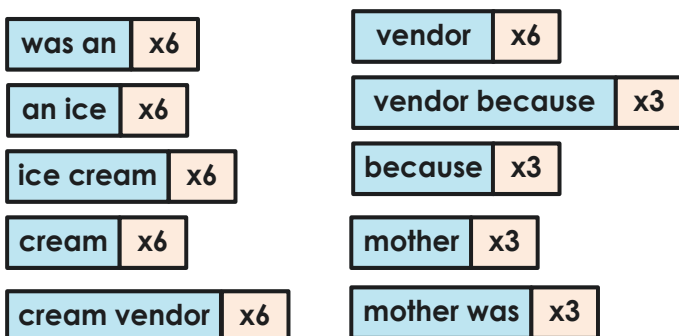 was an x6
an ice x6
ice cream x6
cream x6
cream vendor x6
vendor x6
vendor because x3
because x3
mother x3
mother was x3